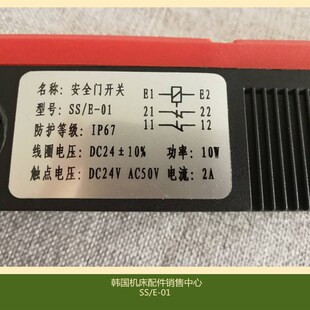 名称: 安全门开关 E1 E2
型号: SS/E-01 21 22
防护等级: IP67 11 12
线圈电压: DC24±10% 功率: 10W
触点电压: DC24V AC50V 电流: 2A
韩国机床配件销售中心
SS/E-01